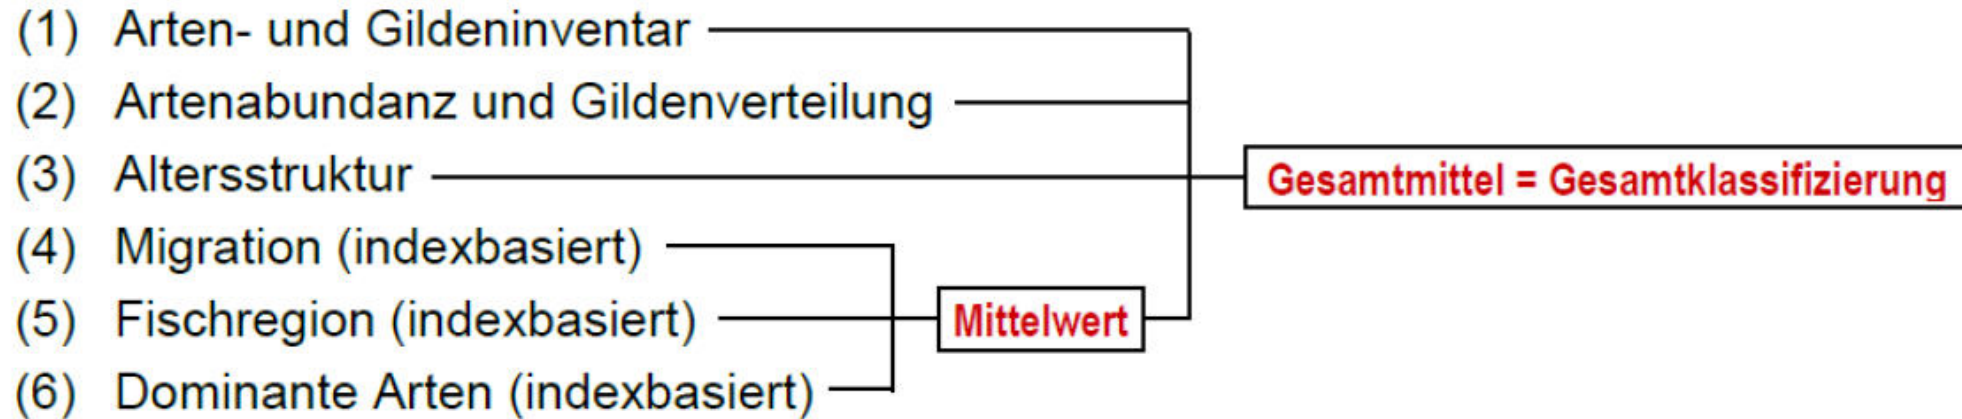 (1) Arten- und Gildeninventar
(2) Artenabundanz und Gildenverteilung
(3) Altersstruktur
Gesamtmittel = Gesamtklassifizierung
(4) Migration (indexbasiert)
(5) Fischregion (indexbasiert)
Mittelwert
(6) Dominante Arten (indexbasiert)